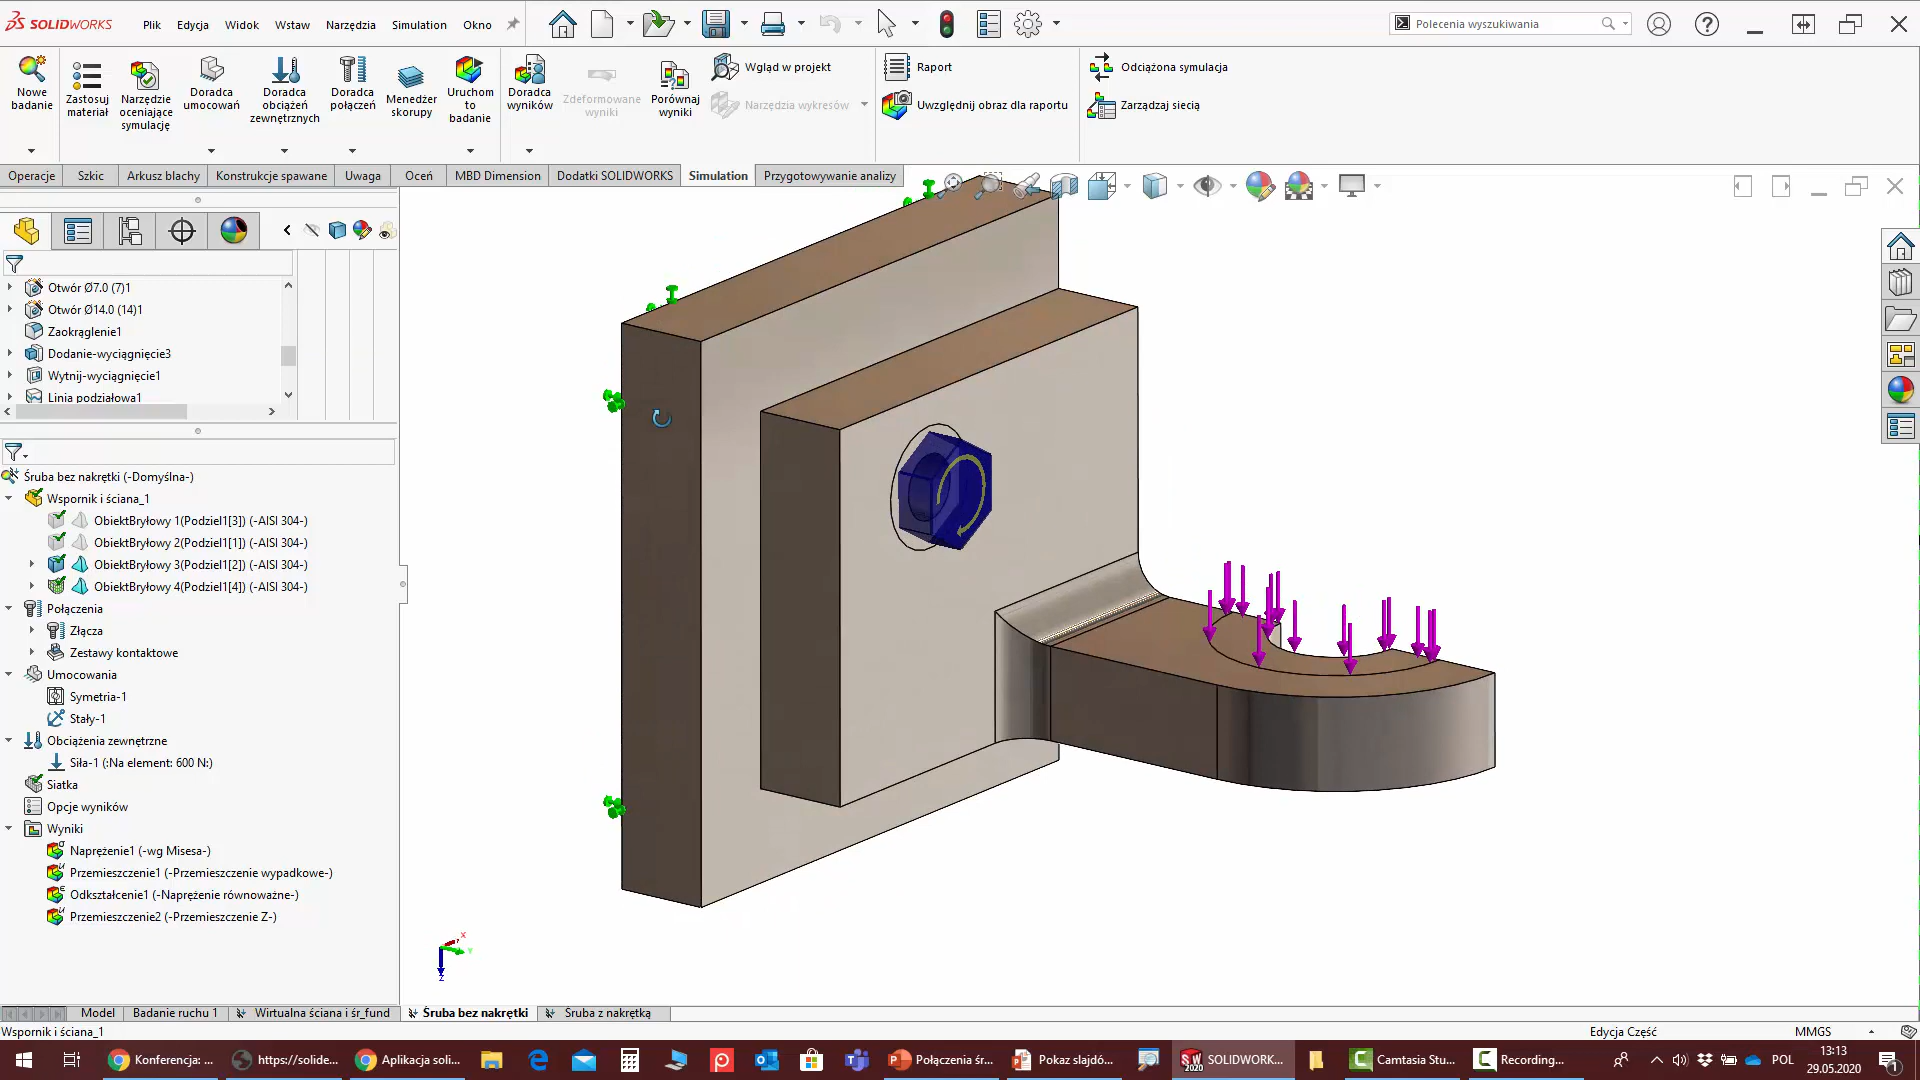 SOLIDWORKS
Plik
Edycja
Widok
Wstaw
Narzędzia
Simulation
Okno
Polecenia wyszukiwania
Nowe badanie
Zastosuj materiał
Narzędzie oceniające symulację
Doradca umocowań
Doradca obciążeń zewnętrznych
Doradca połączeń
Menedżer skorupy
Uruchom to badanie
Doradca wyników
Zdeformowane wyniki
Porównaj wyniki
Wgląd w projekt
Narzędzia wykresów
Raport
Uwzględnij obraz dla raportu
Odciążona symulacja
Zarządzaj siecią
Operacje
Szkic
Arkusz blachy
Konstrukcje spawane
Uwaga
Oceń
MBD Dimension
Dodatki SOLIDWORKS
Simulation
Przygotowywanie analizy
Otwór Ø7.0 (7)1
Otwór Ø14.0 (14)1
Zaokrąglenie1
Dodanie-wyciągnięcie3
Wytnij-wyciągnięcie1
Linia podziałowa1
Śruba bez nakrętki (-Domyślna-)
Wspornik i ściana_1
ObiektBryłowy 1(Podziel1[3]) (-AISI 304-)
ObiektBryłowy 2(Podziel1[1]) (-AISI 304-)
ObiektBryłowy 3(Podziel1[2]) (-AISI 304-)
ObiektBryłowy 4(Podziel1[4]) (-AISI 304-)
Połączenia
Złącza
Zestawy kontaktowe
Umocowania
Symetria-1
Stały-1
Obciążenia zewnętrzne
Siła-1 (:Na element: 600 N:)
Siatka
Opcje wyników
Wyniki
Naprężenie1 (-wg Misesa-)
Przemieszczenie1 (-Przemieszczenie wypadkowe-)
Odkształcenie1 (-Naprężenie równoważne-)
Przemieszczenie2 (-Przemieszczenie Z-)
X
Y
Z
Model
Badanie ruchu 1
Wirtualna ściana i śr_fund
Śruba bez nakrętki
Śruba z nakrętką
Wspornik i ściana_1
Edycja Część
MMGS
Konferencja: ...
https://solide...
Aplikacja soli...
Połączenia śr...
Pokaz slajdó...
SOLIDWORK...
Camtasia Stu...
Recording...
POL
13:13
29.05.2020
1